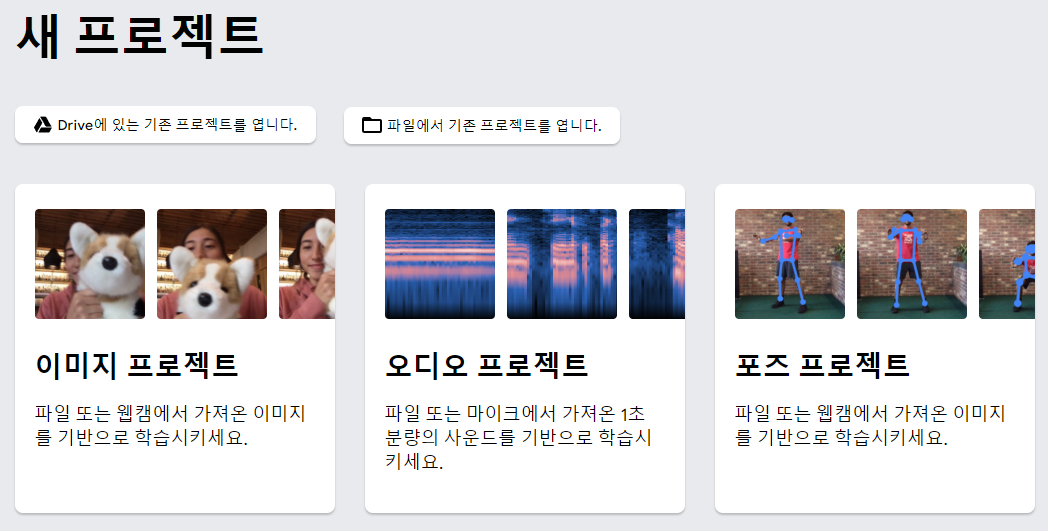 새 프로젝트
Drive에 있는 기존 프로젝트를 엽니다.
파일에서 기존 프로젝트를 엽니다.
이미지 프로젝트
파일 또는 웹캠에서 가져온 이미지
를 기반으로 학습시키세요.
오디오 프로젝트
파일 또는 마이크에서 가져온 1초
분량의 사운드를 기반으로 학습시
키세요.
포즈 프로젝트
파일 또는 웹캠에서 가져온 이미지
를 기반으로 학습시키세요.